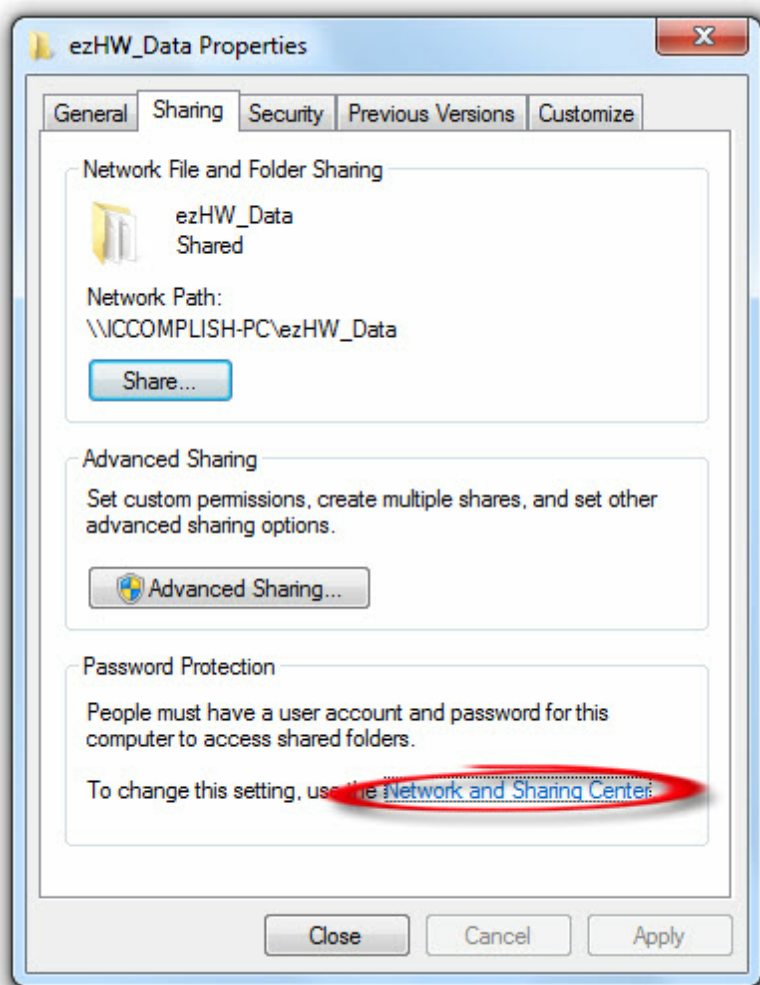 ezHW_Data Properties
General Sharing Security Previous Versions Customize
Network File and Folder Sharing
ezHW_Data
Shared
Network Path:
\\ICCOMPLISH-PC\ezHW_Data
Share...
Advanced Sharing
Set custom permissions, create multiple shares, and set other
advanced sharing options.
Advanced Sharing...
Password Protection
People must have a user account and password for this
computer to access shared folders.
To change this setting, use the Network and Sharing Center.
Close Cancel Apply